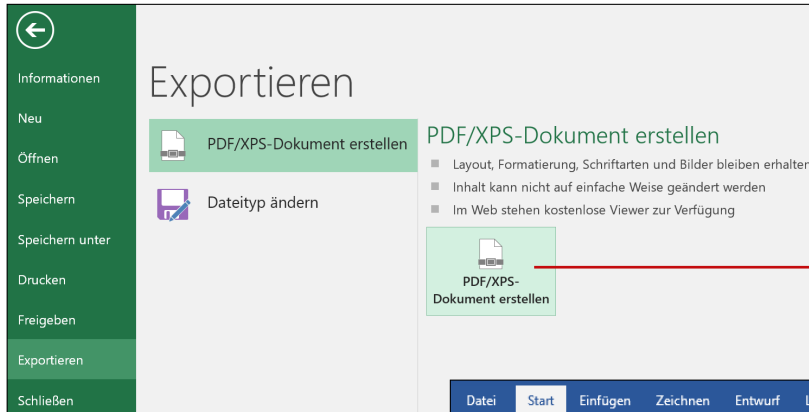 Informationen
Neu
Öffnen
Speichern
Speichern unter
Drucken
Freigeben
Exportieren
Schließen
Exportieren
PDF/XPS-Dokument erstellen
Dateityp ändern
PDF/XPS-Dokument erstellen
Layout, Formatierung, Schriftarten und Bilder bleiben erhalten
Inhalt kann nicht auf einfache Weise geändert werden
Im Web stehen kostenlose Viewer zur Verfügung
PDF/XPS-
Dokument erstellen
Datei Start Einfügen Zeichnen Entwurf